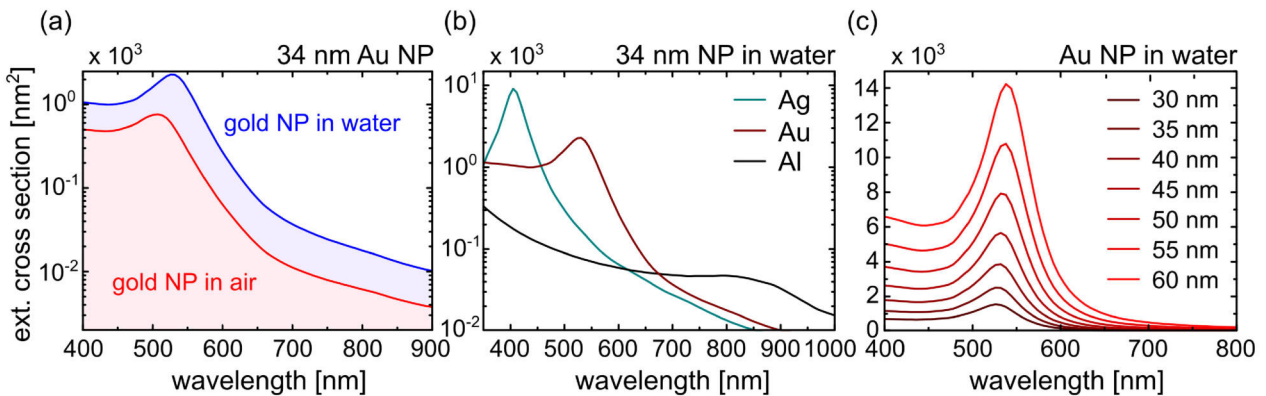 (a)
x 10³
34 nm Au NP
ext. cross section [nm²]
10⁰
10⁻¹
10⁻²
gold NP in water
gold NP in air
400 500 600 700 800 900
wavelength [nm]
(b)
x 10³
34 nm NP in water
10¹
10⁰
10⁻¹
10⁻²
Ag
Au
Al
400 500 600 700 800 900 1000
wavelength [nm]
(c)
x 10³
Au NP in water
14
12
10
8
6
4
2
0
30 nm
35 nm
40 nm
45 nm
50 nm
55 nm
60 nm
400 500 600 700 800
wavelength [nm]